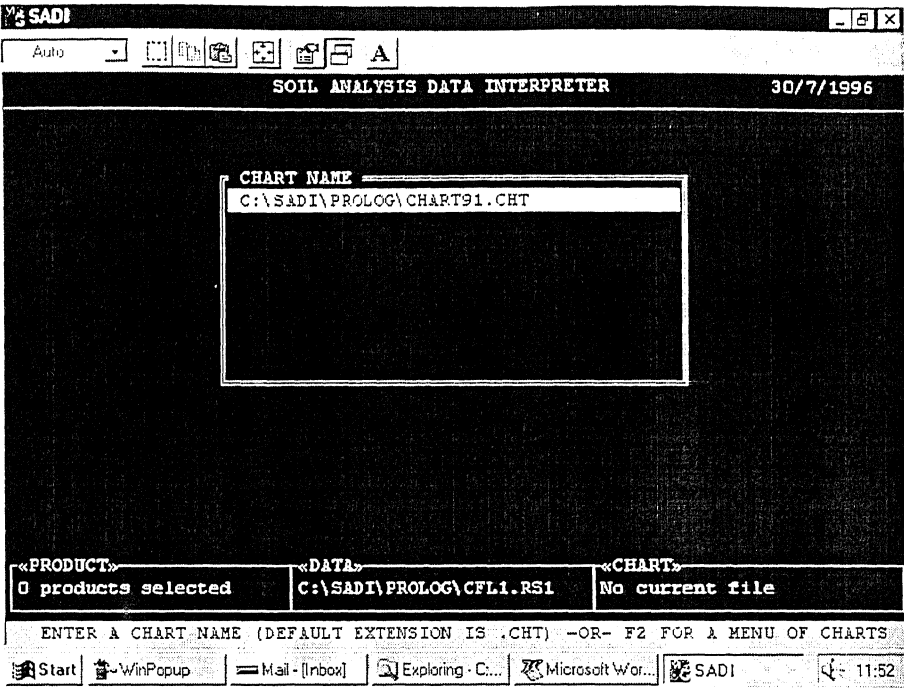 SADI
Auto
A
SOIL ANALYSIS DATA INTERPRETER 30/7/1996
CHART NAME
C:\SADI\PROLOG\CHART91.CHT
«PRODUCT» «DATA» «CHART»
0 products selected C:\SADI\PROLOG\CFL1.RS1 No current file
ENTER A CHART NAME (DEFAULT EXTENSION IS .CHT) -OR- F2 FOR A MENU OF CHARTS
Start WinPopup Mail - [Inbox] Exploring - C:... Microsoft Wor... SADI 11:52